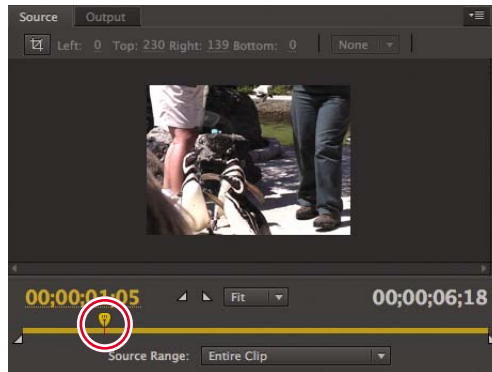 Source Output
Left: 0 Top: 230 Right: 139 Bottom: 0 None
00;00;01;05 Fit 00;00;06;18
Source Range: Entire Clip